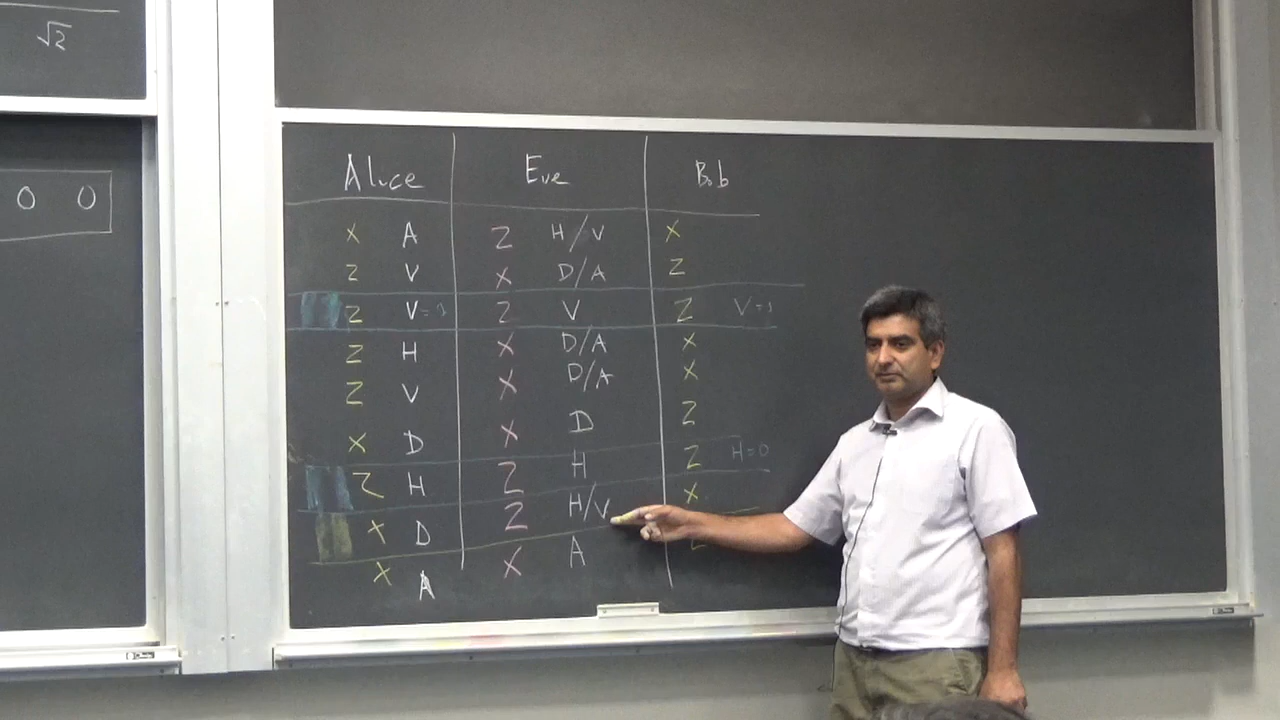 √2
0 0
Alice Eve Bob
X A Z H/V X
Z V X D/A Z
Z V=1 Z V Z V=1
Z H X D/A X
Z V X D/A X
X D X D Z
Z H Z H Z H=0
X D Z H/V X
X A X A